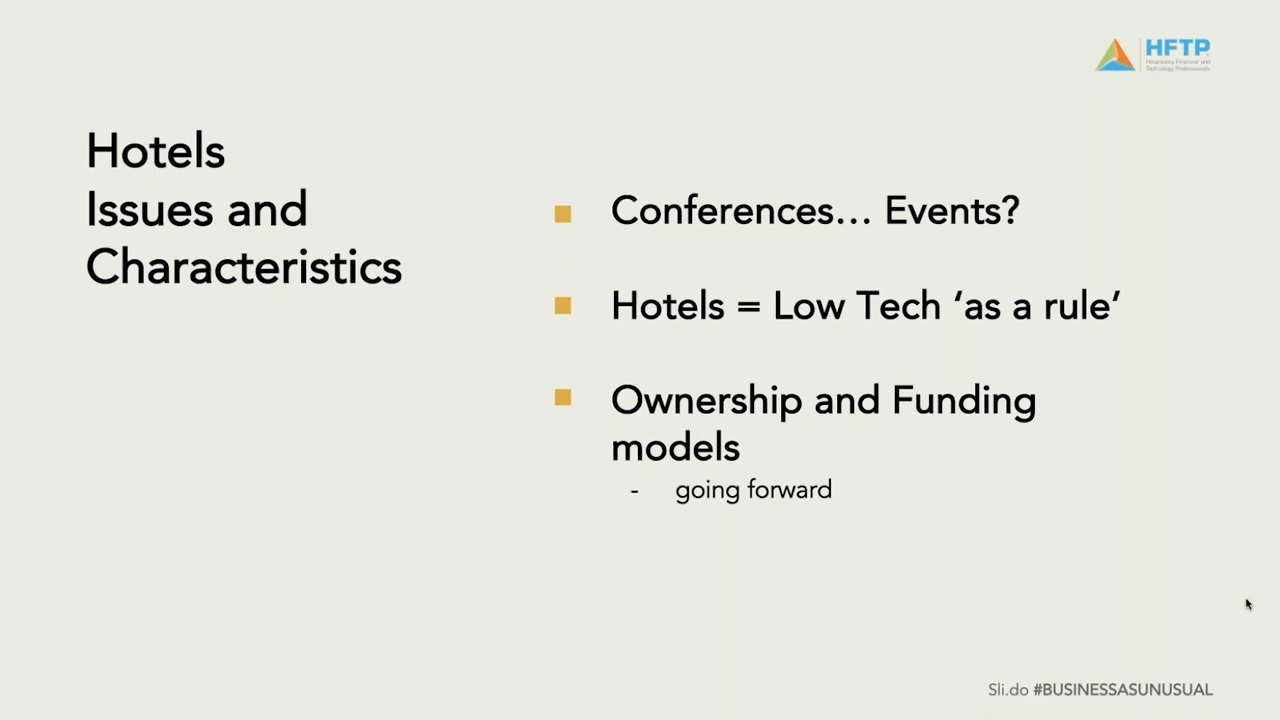 HFTP
Hospitality Financial and
Technology Professionals
Hotels
Issues and
Characteristics
Conferences… Events?
Hotels = Low Tech ‘as a rule’
Ownership and Funding
models
- going forward
Sli.do #BUSINESSASUNUSUAL